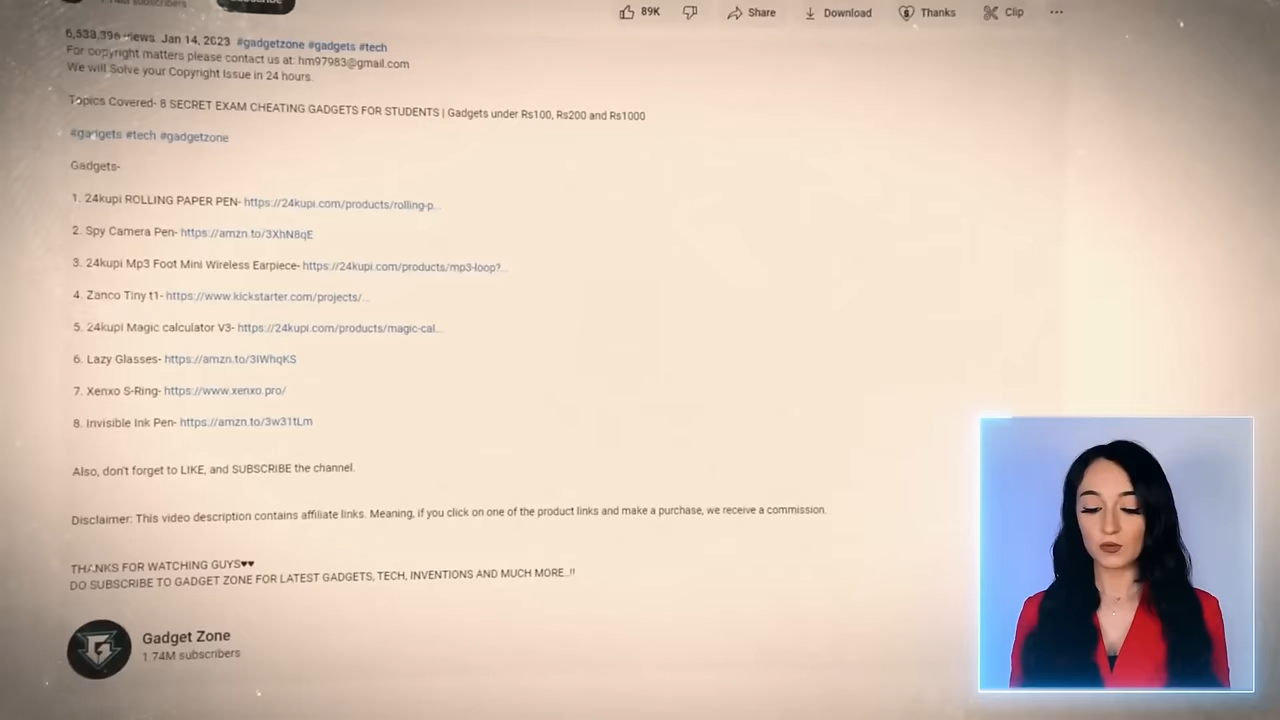 89K Share Download Thanks Clip ...
6,538,396 views Jan 14, 2023 #gadgetzone #gadgets #tech
For copyright matters please contact us at: hm97983@gmail.com
We will Solve your Copyright Issue in 24 hours.
Topics Covered- 8 SECRET EXAM CHEATING GADGETS FOR STUDENTS | Gadgets under Rs100, Rs200 and Rs1000
#gadgets #tech #gadgetzone
Gadgets-
1. 24kupi ROLLING PAPER PEN- https://24kupi.com/products/rolling-p...
2. Spy Camera Pen- https://amzn.to/3XhN8qE
3. 24kupi Mp3 Foot Mini Wireless Earpiece- https://24kupi.com/products/mp3-loop?...
4. Zanco Tiny t1- https://www.kickstarter.com/projects/...
5. 24kupi Magic calculator V3- https://24kupi.com/products/magic-cal...
6. Lazy Glasses- https://amzn.to/3IWhqKS
7. Xenxo S-Ring- https://www.xenxo.pro/
8. Invisible Ink Pen- https://amzn.to/3w31tLm
Also, don't forget to LIKE, and SUBSCRIBE the channel.
Disclaimer: This video description contains affiliate links. Meaning, if you click on one of the product links and make a purchase, we receive a commission.
THANKS FOR WATCHING GUYS♥♥
DO SUBSCRIBE TO GADGET ZONE FOR LATEST GADGETS, TECH, INVENTIONS AND MUCH MORE..!!
Gadget Zone
1.74M subscribers